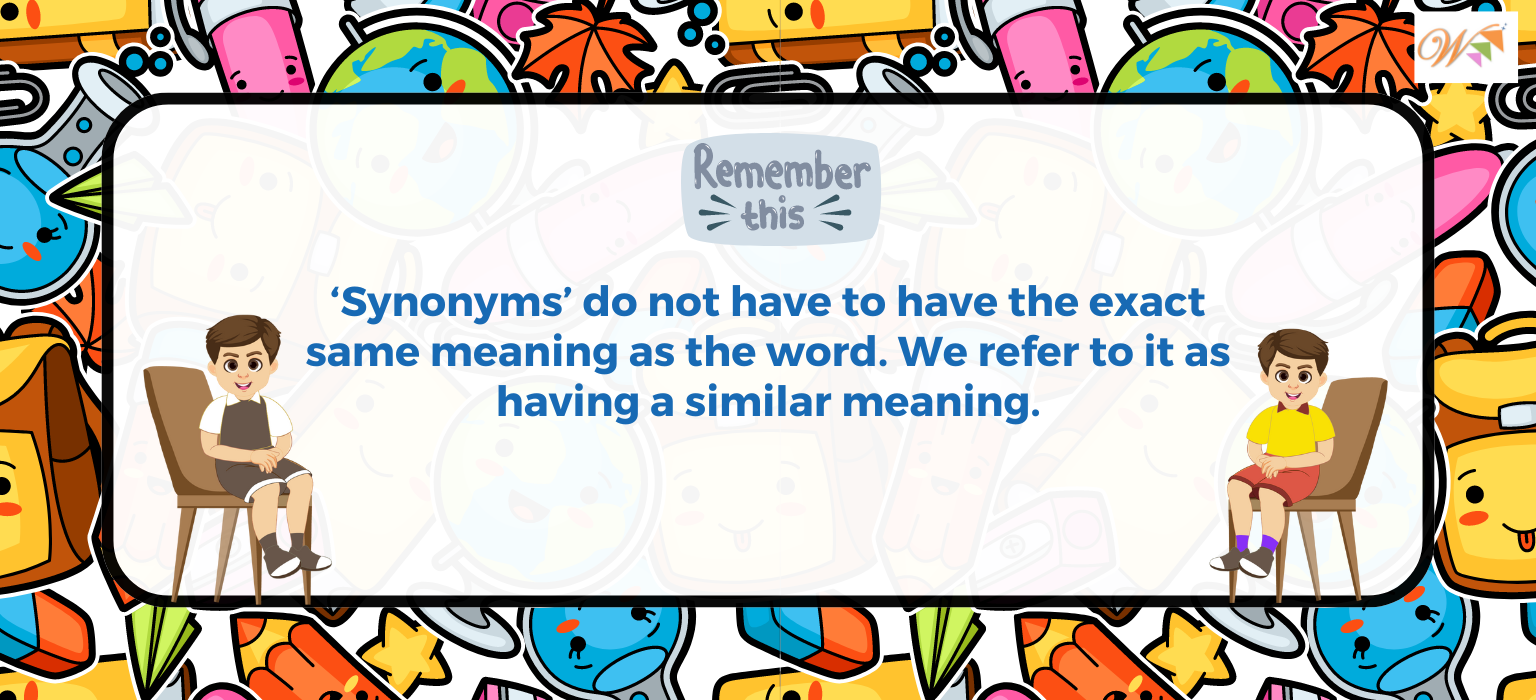 Remember
this
‘Synonyms’ do not have to have the exact
same meaning as the word. We refer to it as
having a similar meaning.
W